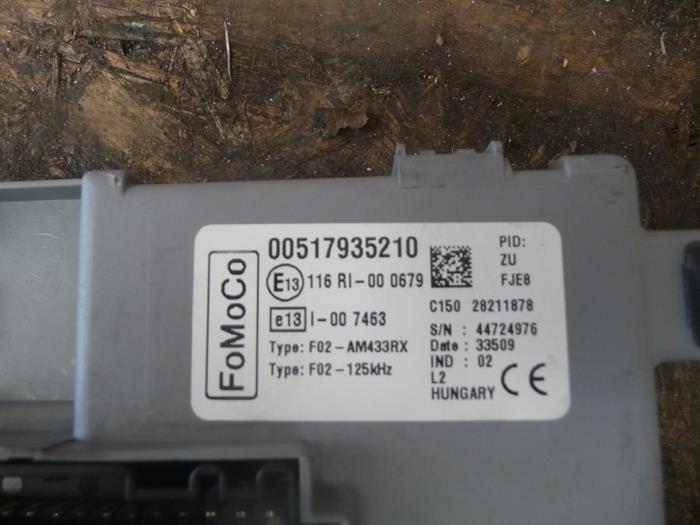 FoMoCo
00517935210
E13 116 RI-00 0679
e13 I-00 7463
Type: F02-AM433RX
Type: F02-125kHz
PID:
ZU
FJE8
C150 28211878
S/N : 44724976
Date : 33509
IND : 02
L2
HUNGARY CE